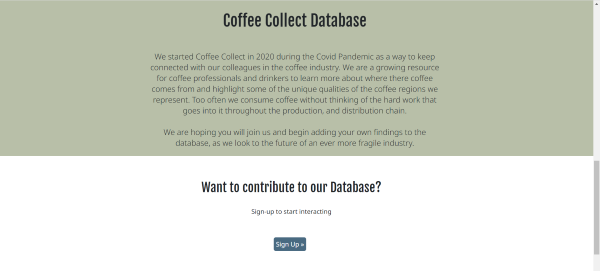 Coffee Collect Database
We started Coffee Collect in 2020 during the Covid Pandemic as a way to keep
connected with our colleagues in the coffee industry. We are a growing resource
for coffee professionals and drinkers to learn more about where there coffee
comes from and highlight some of the unique qualities of the coffee regions we
represent. Too often we consume coffee without thinking of the hard work that
goes into it throughout the production, and distribution chain.
We are hoping you will join us and begin adding your own findings to the
database, as we look to the future of an ever more fragile industry.
Want to contribute to our Database?
Sign-up to start interacting
Sign Up »